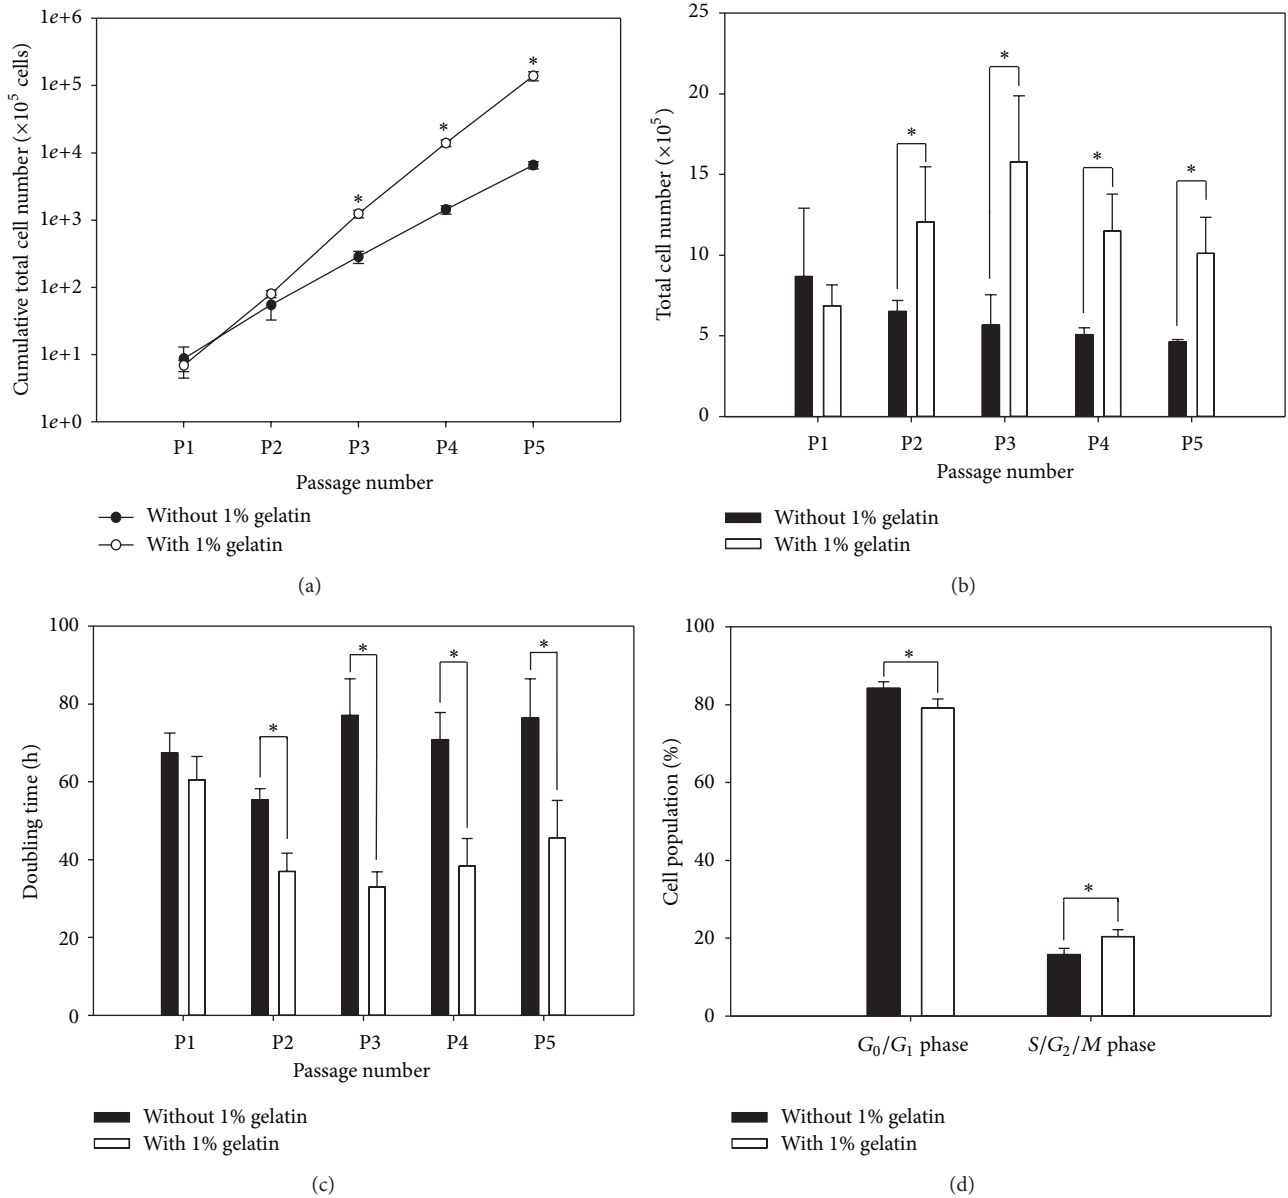 1e+6
1e+5
1e+4
1e+3
1e+2
1e+1
1e+0
Cumulative total cell number (×10⁵ cells)
*
*
*
P1 P2 P3 P4 P5
Passage number
Without 1% gelatin
With 1% gelatin
(a)
25
20
15
10
5
0
Total cell number (×10⁵)
*
*
*
*
P1 P2 P3 P4 P5
Passage number
Without 1% gelatin
With 1% gelatin
(b)
100
80
60
40
20
0
Doubling time (h)
*
*
*
*
P1 P2 P3 P4 P5
Passage number
Without 1% gelatin
With 1% gelatin
(c)
100
80
60
40
20
0
Cell population (%)
*
*
G₀/G₁ phase S/G₂/M phase
Without 1% gelatin
With 1% gelatin
(d)